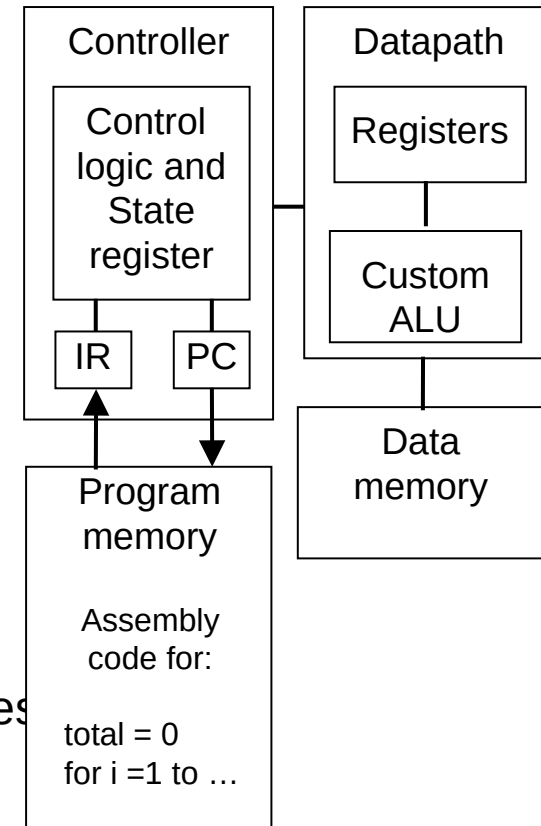 Controller
Control
logic and
State
register
IR
PC
Datapath
Registers
Custom
ALU
Data
memory
Program
memory
Assembly
code for:
total = 0
for i =1 to …